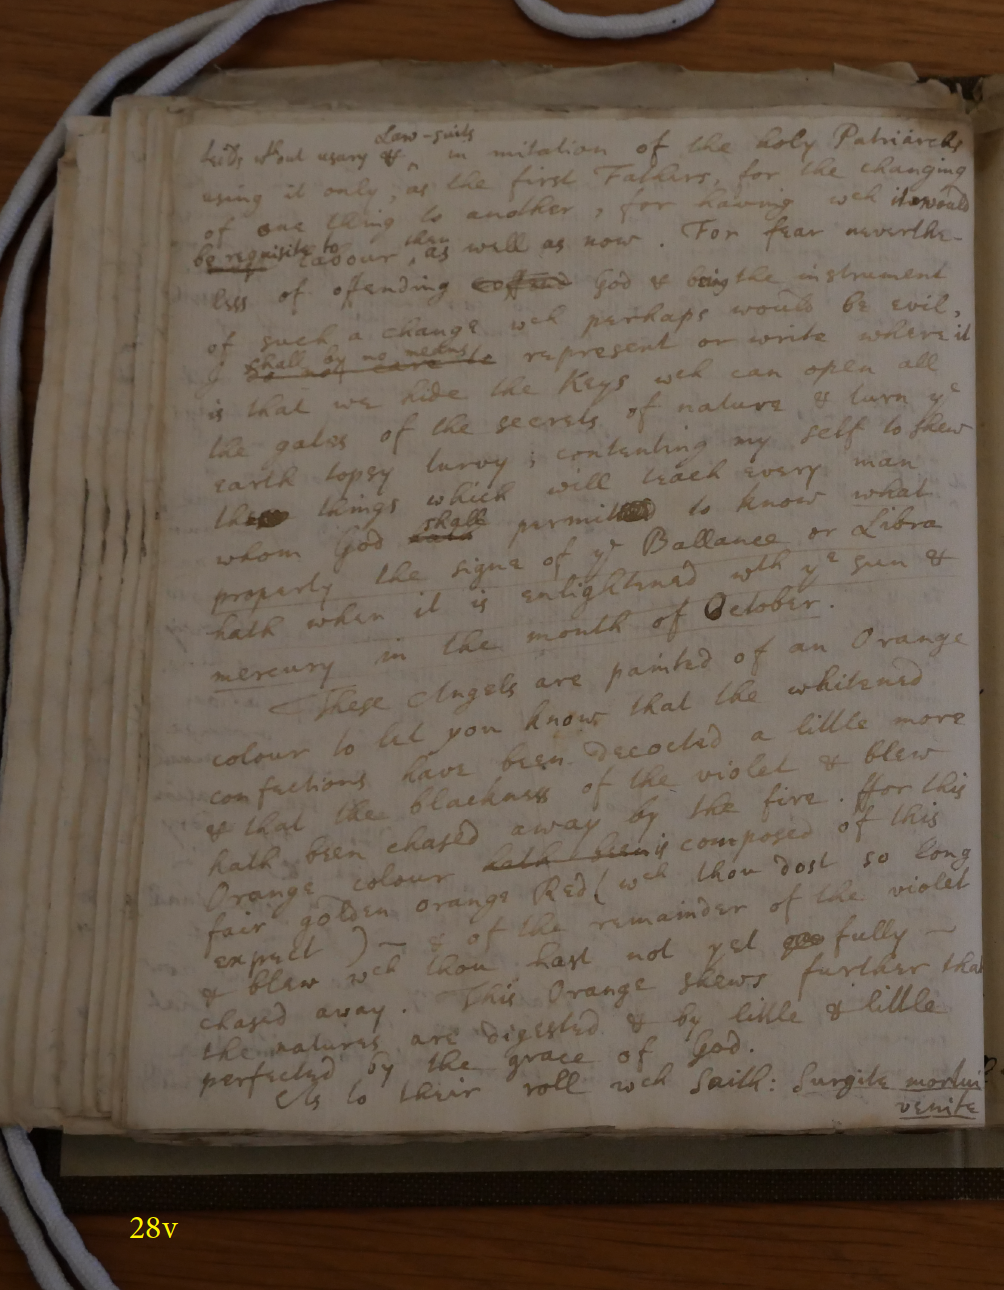 Law-suits
without usury & in imitation of the holy Patriarchs
using it only, as the first Fathers, for the changing
of one thing to another, for having wch it would
be requisite to labour, then as well as now. For fear neverthe-
less of offending God & being the instrument
of such a change wch perhaps would be evil,
I shall by no means represent or write where it
is that we hide the Keys wch can open all
the gates of the secrets of nature & turn ye
earth topsy turvy; contenting my self to shew
the things which will teach every man
whom God hath shall permit to know what
property the signe of ye Ballance or Libra
hath when it is enlightened wth ye sun &
mercury in the month of October.
These Angels are painted of an Orange
colour to let you know that the whitened
confections have been decocted a little more
& that the blackness of the violet & blew
hath been chased away by the fire. ffor this
Orange colour hath been is composed of this
fair golden orange Red (wch thou dost so long
expect) & of the remainder of the violet
& blew wch thou hast not yet fully
chased away. This Orange shews further that
the natures are digested & by little & little
perfected by the grace of God.
As to their roll wch saith: Surgite mortui
venite
28v